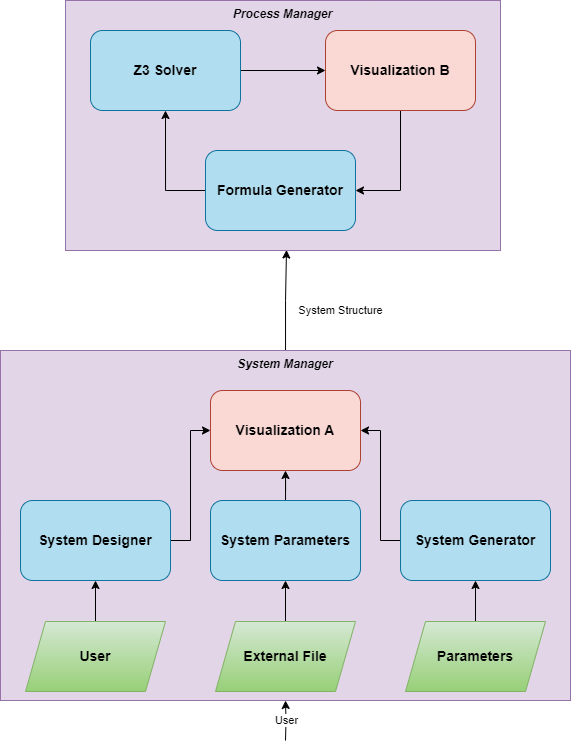 Process Manager
Z3 Solver
Visualization B
Formula Generator
System Structure
System Manager
Visualization A
System Designer
System Parameters
System Generator
User
External File
Parameters
User